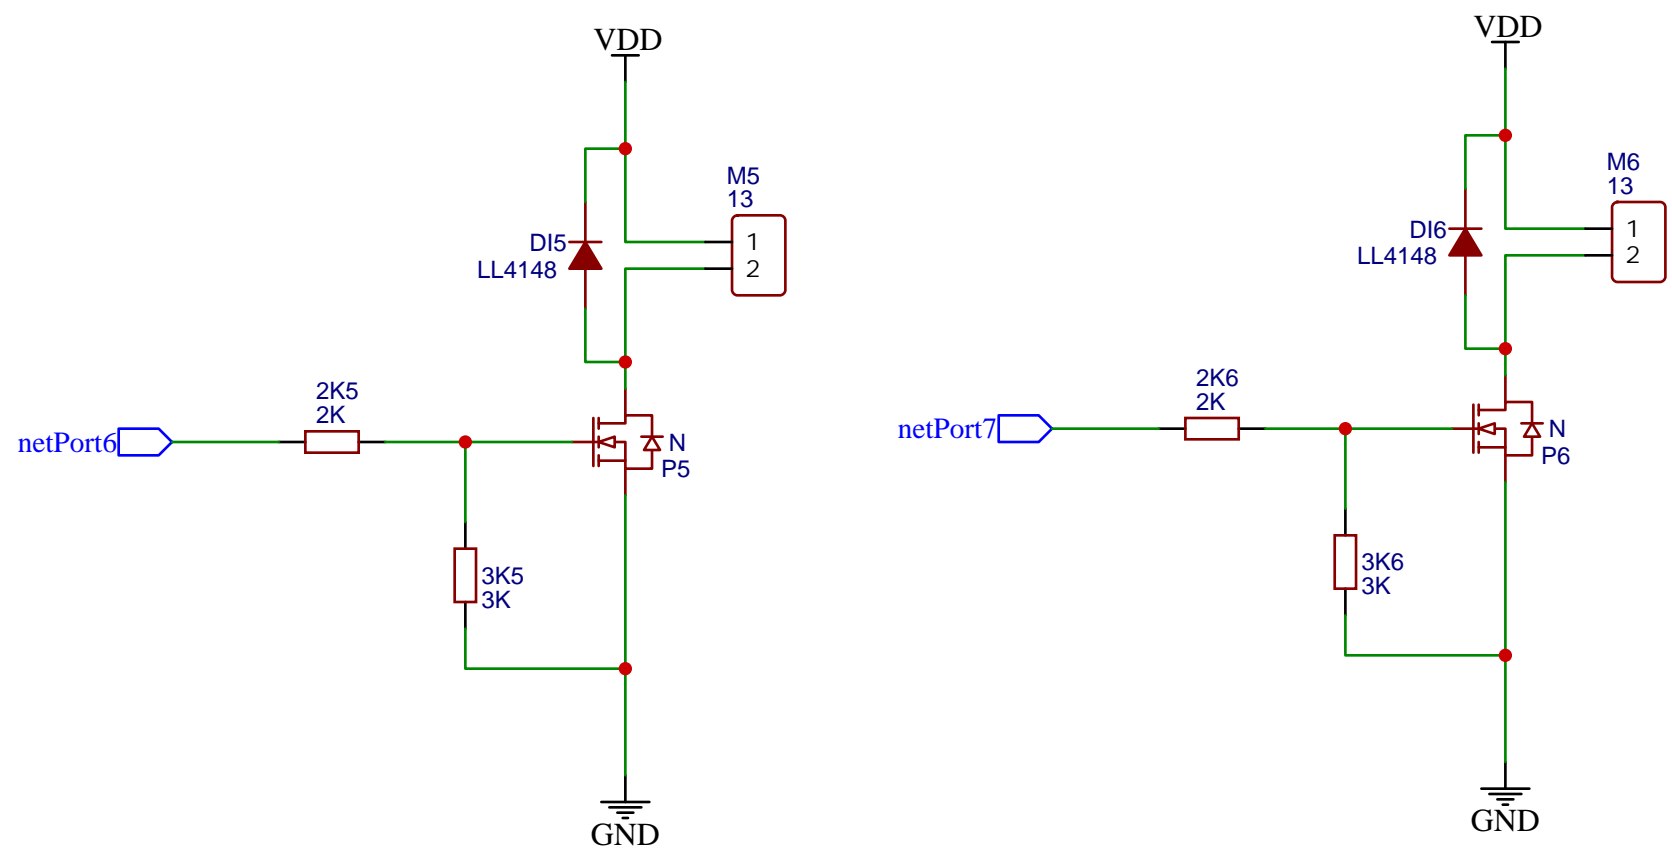 VDD
M5
13
1
2
DI5
LL4148
2K5
2K
netPort6
N
P5
3K5
3K
GND
VDD
M6
13
1
2
DI6
LL4148
2K6
2K
netPort7
N
P6
3K6
3K
GND